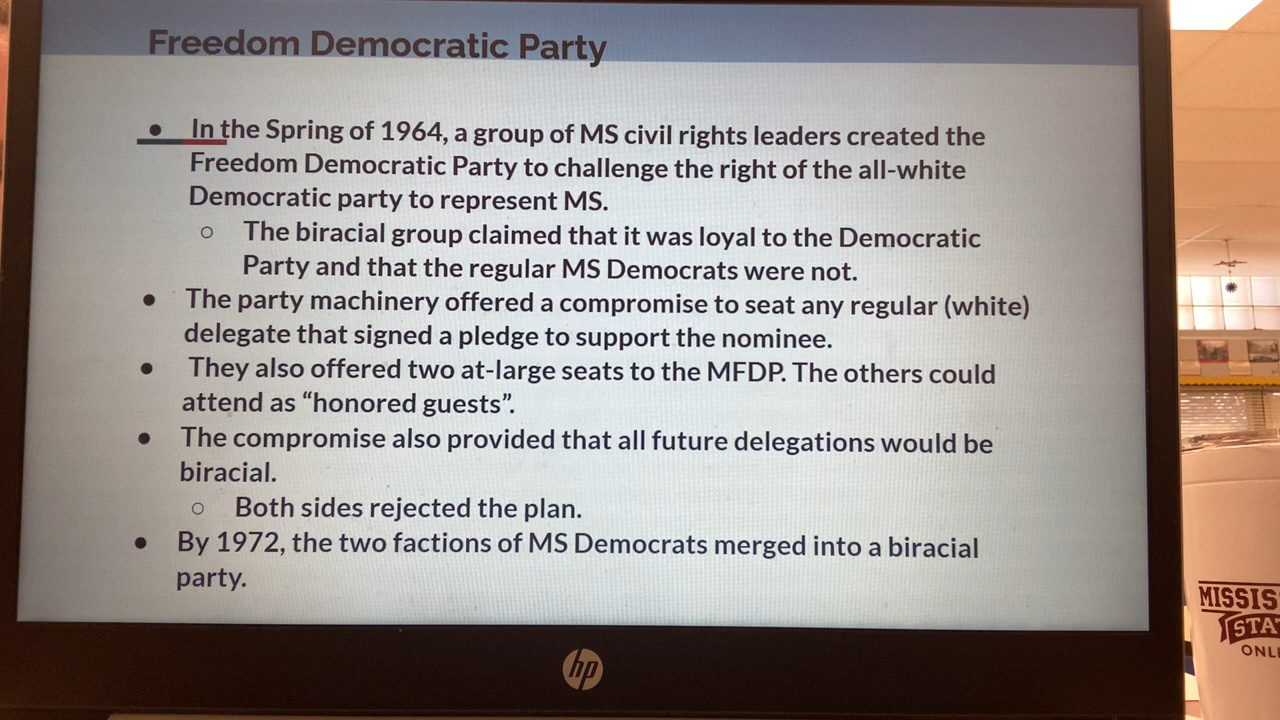 Freedom Democratic Party
● In the Spring of 1964, a group of MS civil rights leaders created the
Freedom Democratic Party to challenge the right of the all-white
Democratic party to represent MS.
○ The biracial group claimed that it was loyal to the Democratic
Party and that the regular MS Democrats were not.
● The party machinery offered a compromise to seat any regular (white)
delegate that signed a pledge to support the nominee.
● They also offered two at-large seats to the MFDP. The others could
attend as “honored guests”.
● The compromise also provided that all future delegations would be
biracial.
○ Both sides rejected the plan.
● By 1972, the two factions of MS Democrats merged into a biracial
party.
hp
MISSIS
STA
ONL